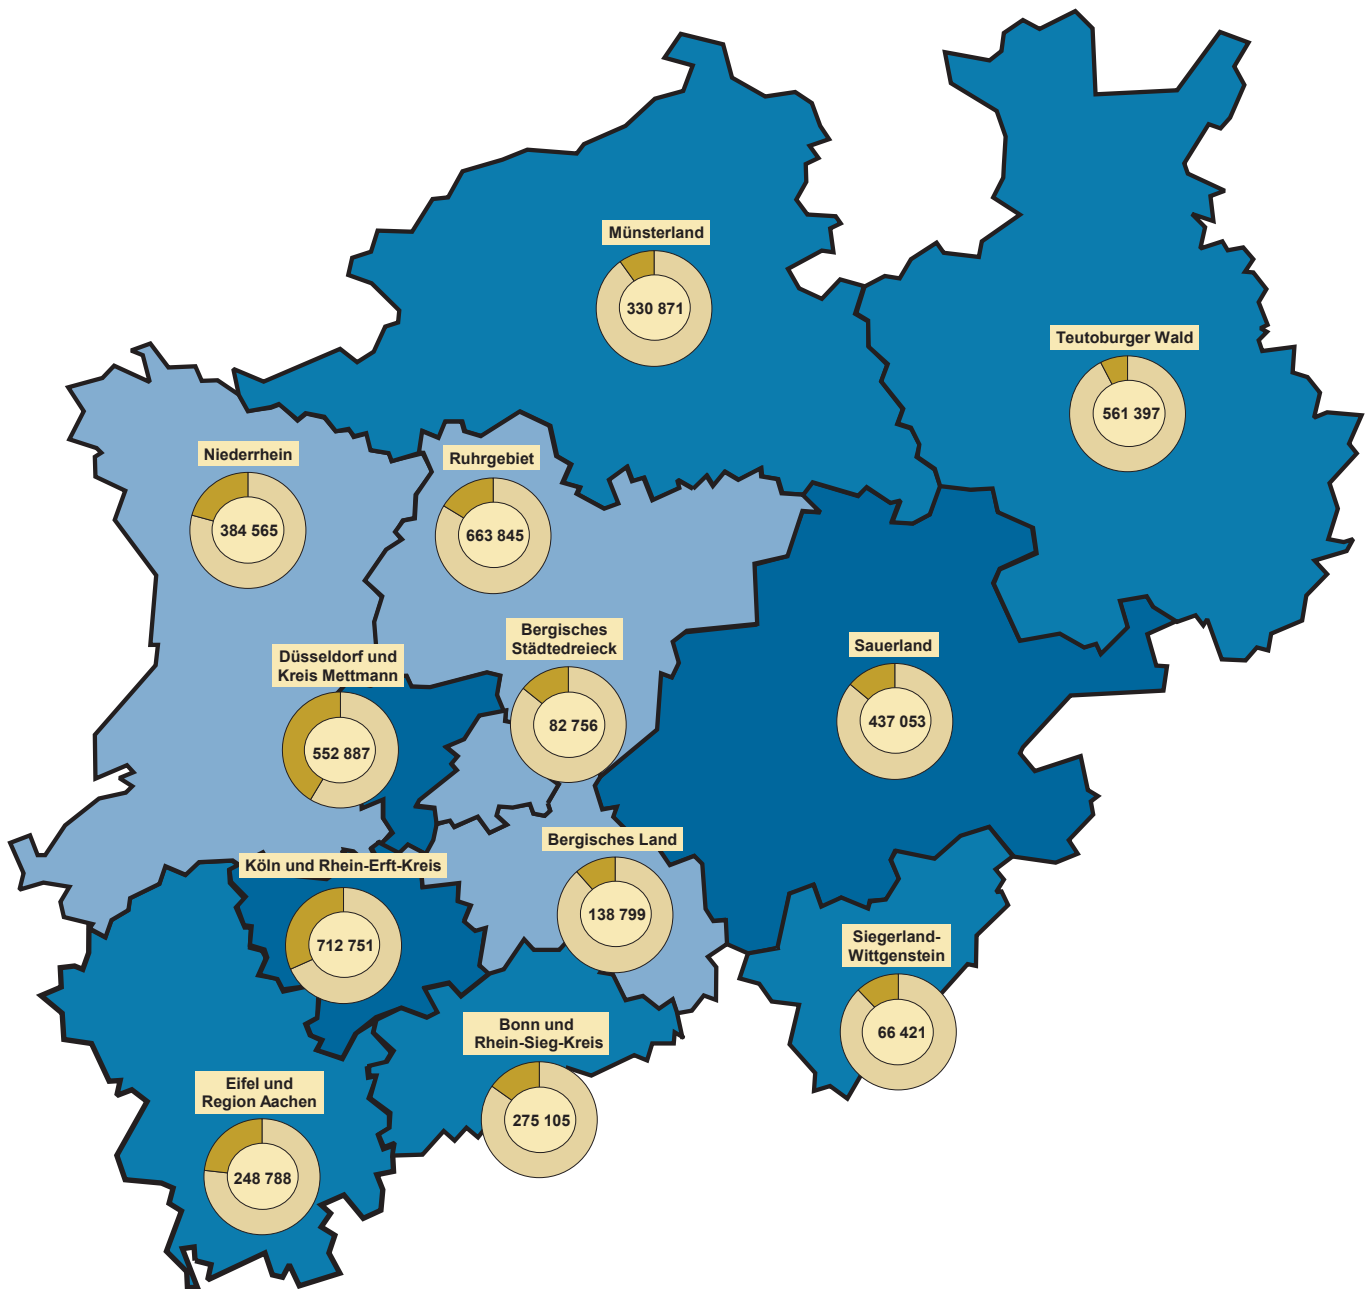 Münsterland
330 871
Teutoburger Wald
561 397
Niederrhein
384 565
Ruhrgebiet
663 845
Bergisches
Städtedreieck
82 756
Düsseldorf und
Kreis Mettmann
552 887
Sauerland
437 053
Bergisches Land
138 799
Köln und Rhein-Erft-Kreis
712 751
Siegerland-
Wittgenstein
66 421
Bonn und
Rhein-Sieg-Kreis
275 105
Eifel und
Region Aachen
248 788